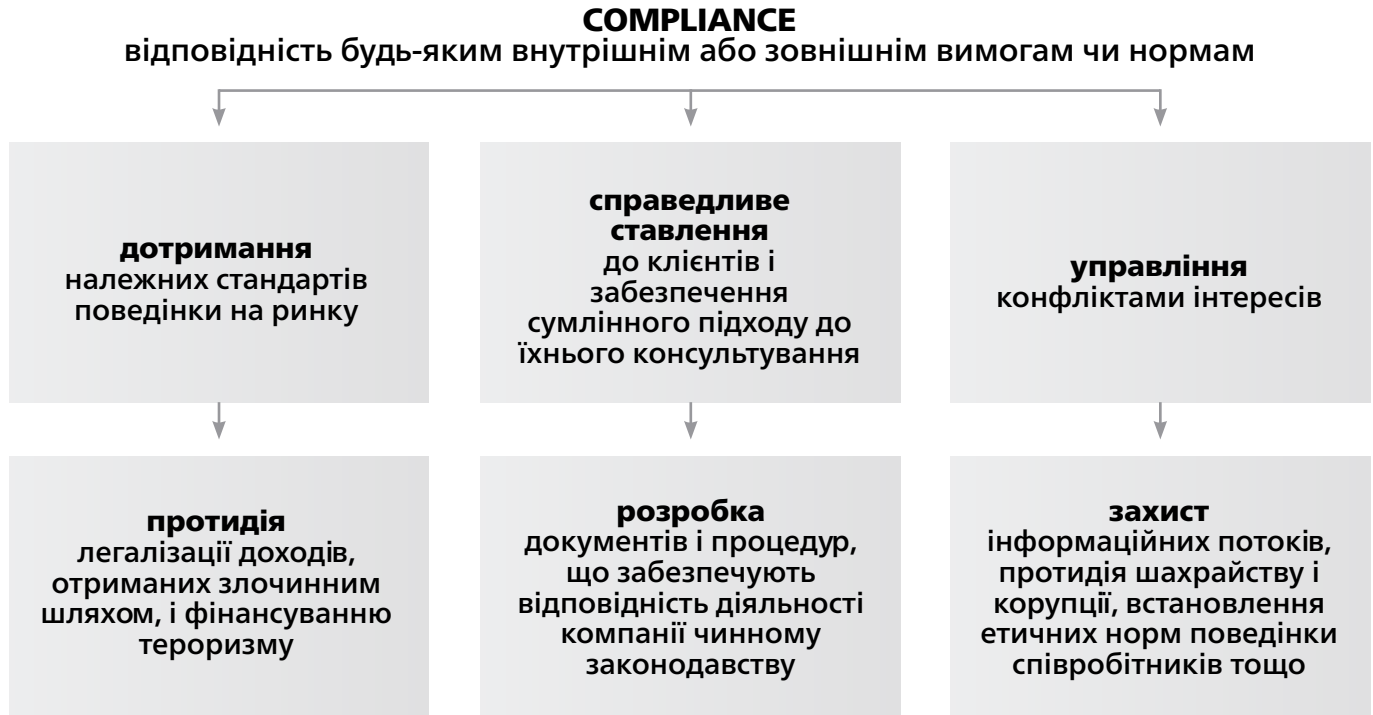 COMPLIANCE
відповідність будь-яким внутрішнім або зовнішнім вимогам чи нормам
дотримання
належних стандартів
поведінки на ринку
справедливе
ставлення
до клієнтів і
забезпечення
сумлінного підходу до
їхнього консультування
управління
конфліктами інтересів
протидія
легалізації доходів,
отриманих злочинним
шляхом, і фінансуванню
тероризму
розробка
документів і процедур,
що забезпечують
відповідність діяльності
компанії чинному
законодавству
захист
інформаційних потоків,
протидія шахрайству і
корупції, встановлення
етичних норм поведінки
співробітників тощо